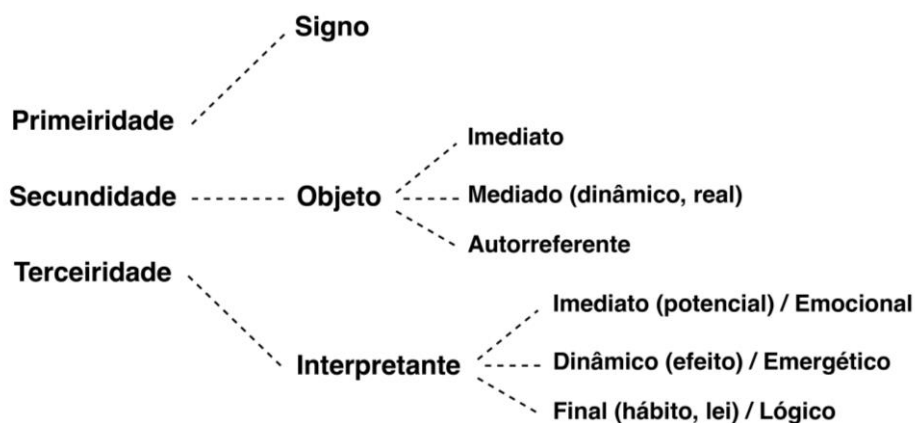 Signo
Primeiridade
Imediato
Secundidade
Objeto
Mediado (dinâmico, real)
Autorreferente
Terceiridade
Imediato (potencial) / Emocional
Interpretante
Dinâmico (efeito) / Emergético
Final (hábito, lei) / Lógico